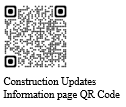 Construction Updates
Information page QR Code